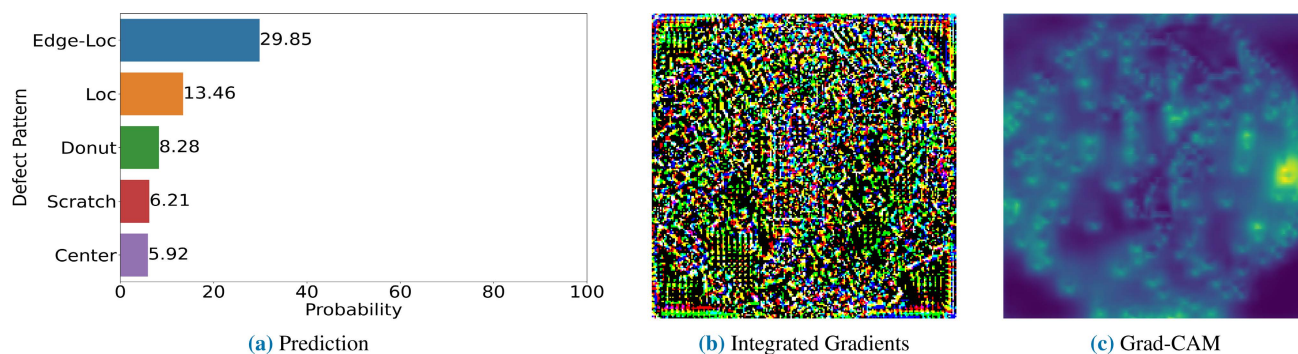 Defect Pattern
Edge-Loc
29.85
Loc
13.46
Donut
8.28
Scratch
6.21
Center
5.92
0 20 40 60 80 100
Probability
(a) Prediction
(b) Integrated Gradients
(c) Grad-CAM